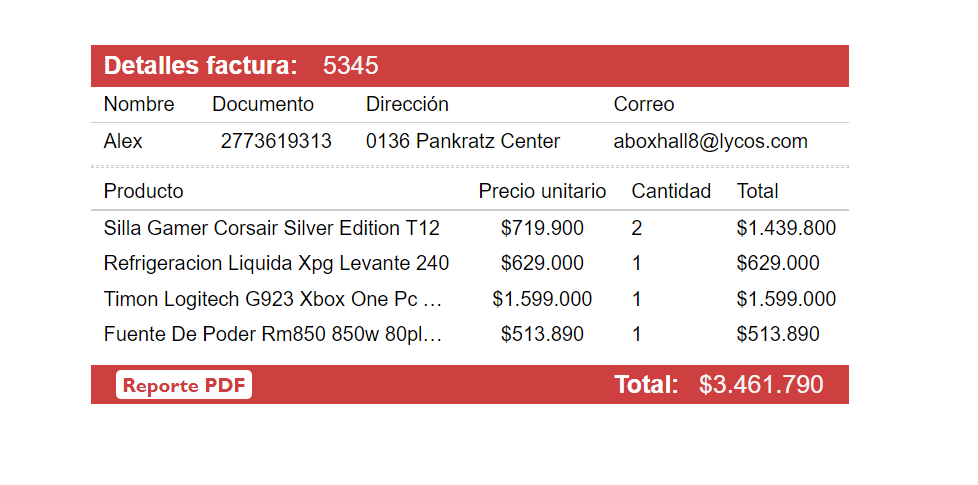 Detalles factura: 5345
Nombre Documento Dirección Correo
Alex 2773619313 0136 Pankratz Center aboxhall8@lycos.com
Producto Precio unitario Cantidad Total
Silla Gamer Corsair Silver Edition T12 $719.900 2 $1.439.800
Refrigeracion Liquida Xpg Levante 240 $629.000 1 $629.000
Timon Logitech G923 Xbox One Pc ... $1.599.000 1 $1.599.000
Fuente De Poder Rm850 850w 80pl... $513.890 1 $513.890
Reporte PDF Total: $3.461.790